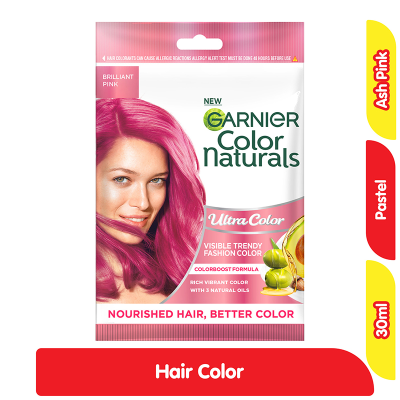 HAIR COLORANTS CAN CAUSE ALLERGIC REACTIONS ALLERGY ALERT TEST MUST BE DONE 48 HOURS BEFORE USE
BRILLIANT
PINK
NEW
GARNIER
Color
Naturals
UltraColor
VISIBLE TRENDY
FASHION COLOR
COLORBOOST FORMULA
RICH VIBRANT COLOR
WITH 3 NATURAL OILS
NOURISHED HAIR, BETTER COLOR
Ash Pink
Pastel
30ml
Hair Color